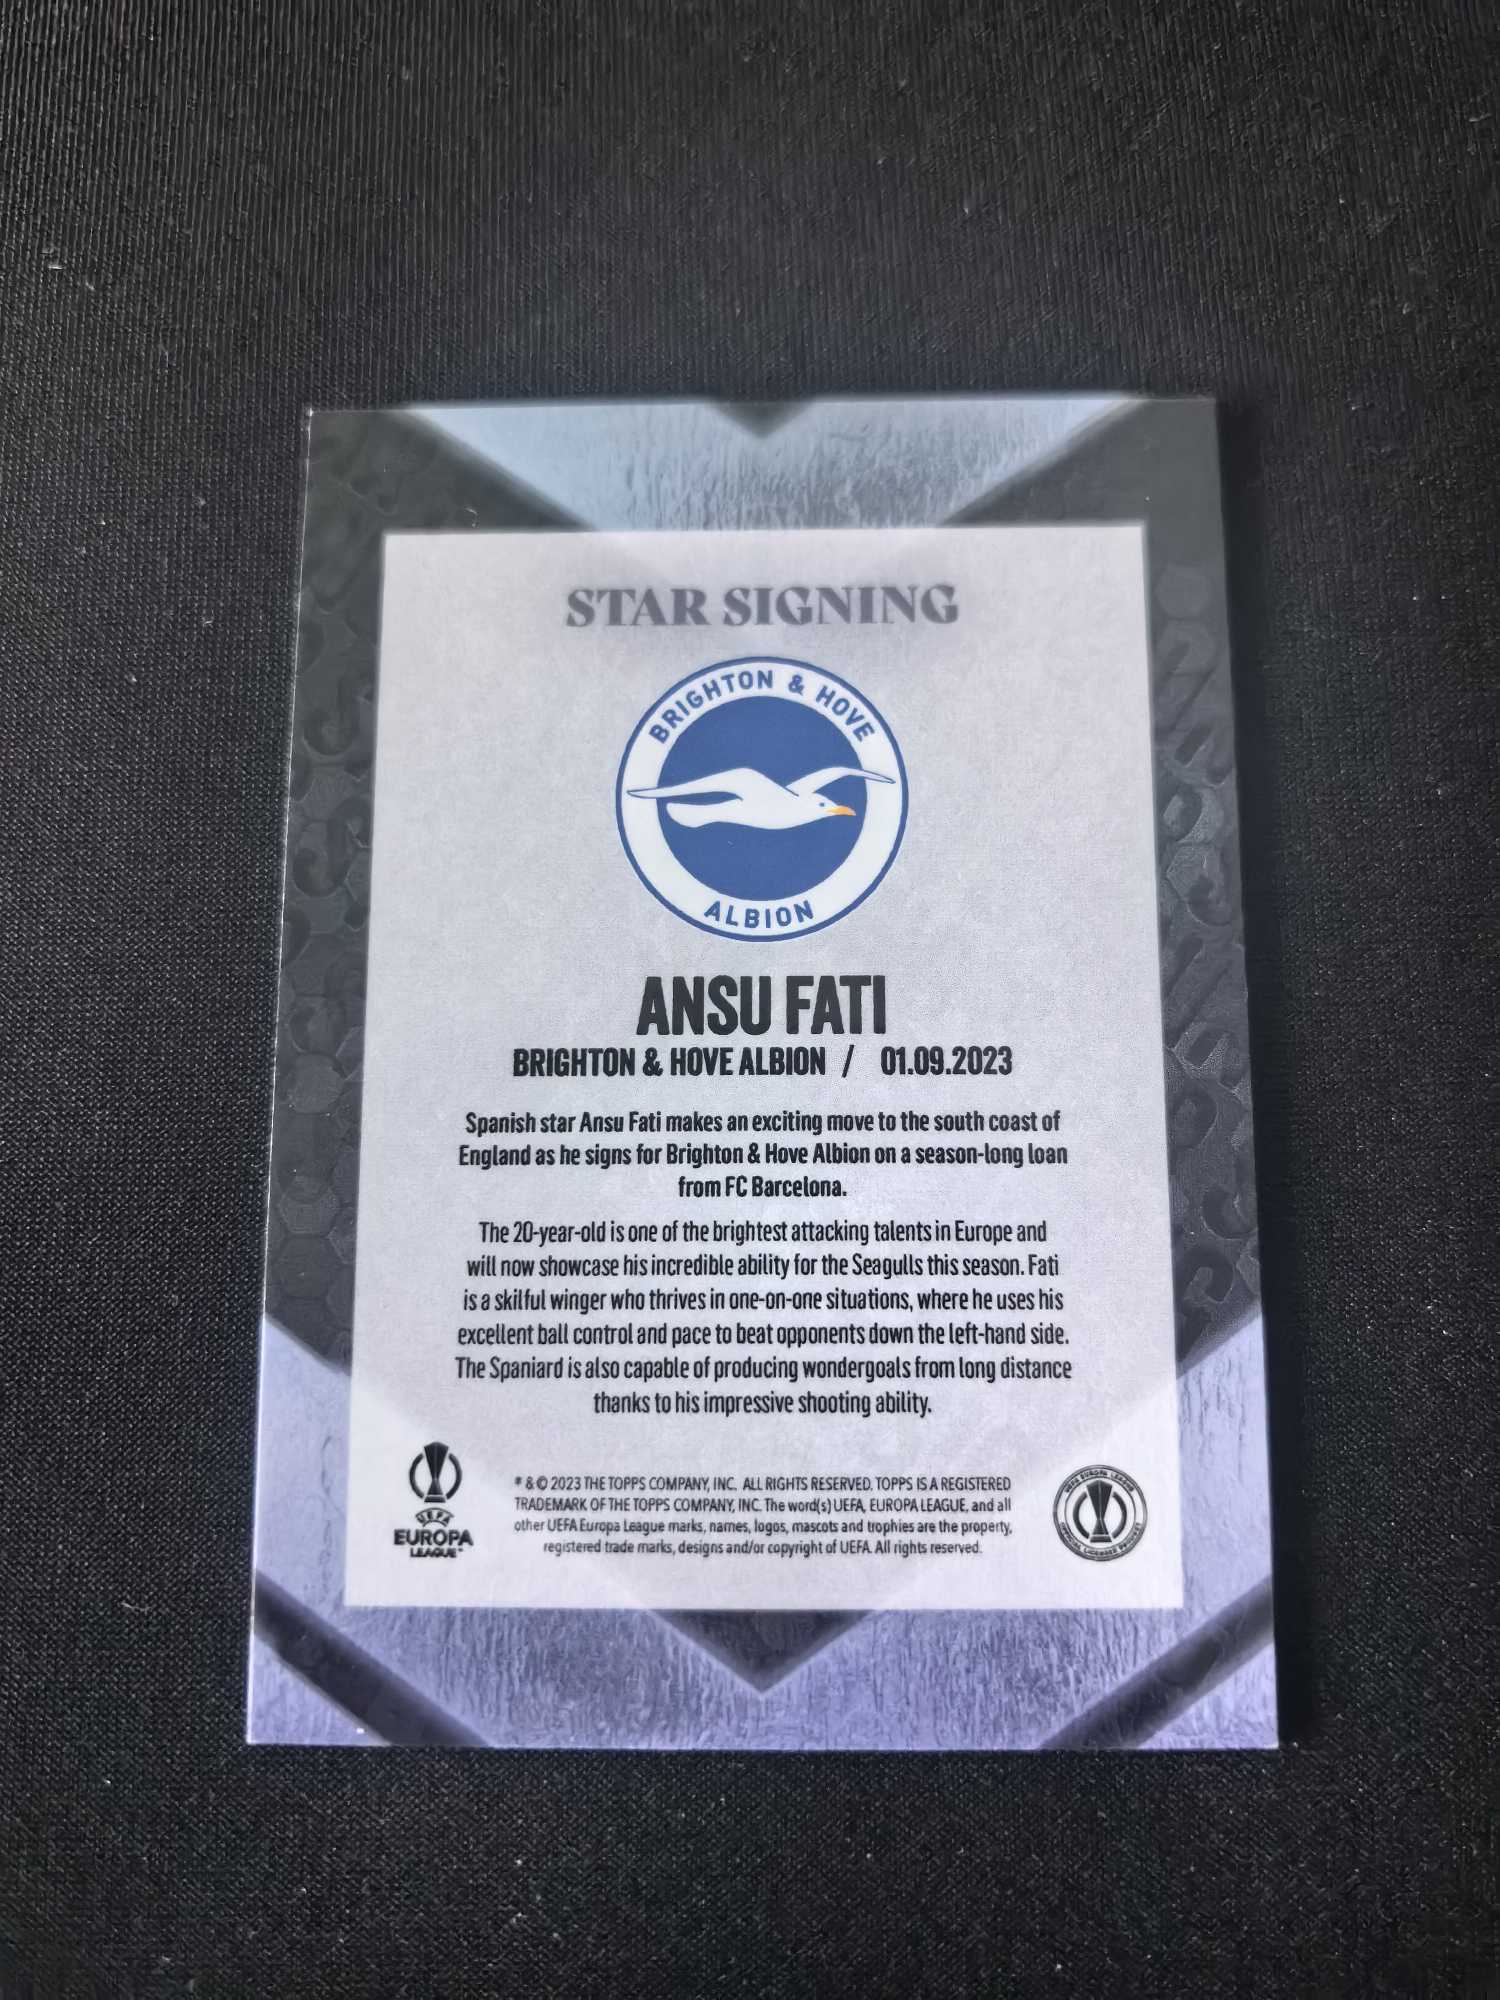 STAR SIGNING
BRIGHTON & HOVE
ALBION
ANSU FATI
BRIGHTON & HOVE ALBION / 01.09.2023
Spanish star Ansu Fati makes an exciting move to the south coast of
England as he signs for Brighton & Hove Albion on a season-long loan
from FC Barcelona.
The 20-year-old is one of the brightest attacking talents in Europe and
will now showcase his incredible ability for the Seagulls this season. Fati
is a skilful winger who thrives in one-on-one situations, where he uses his
excellent ball control and pace to beat opponents down the left-hand side.
The Spaniard is also capable of producing wondergoals from long distance
thanks to his impressive shooting ability.
UEFA
EUROPA
LEAGUE™
® & © 2023 THE TOPPS COMPANY, INC. ALL RIGHTS RESERVED. TOPPS IS A REGISTERED
TRADEMARK OF THE TOPPS COMPANY, INC. The word(s) UEFA, EUROPA LEAGUE, and all
other UEFA Europa League marks, names, logos, mascots and trophies are the property,
registered trade marks, designs and/or copyright of UEFA. All rights reserved.
UEFA EUROPA LEAGUE
OFFICIAL LICENSED PRODUCT